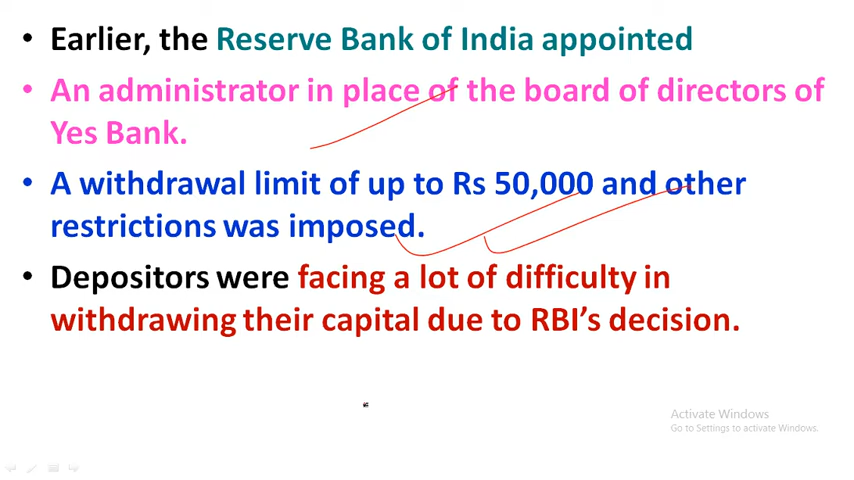 • Earlier, the Reserve Bank of India appointed
• An administrator in place of the board of directors of
Yes Bank.
• A withdrawal limit of up to Rs 50,000 and other
restrictions was imposed.
• Depositors were facing a lot of difficulty in
withdrawing their capital due to RBI's decision.
Activate Windows
Go to Settings to activate Windows.